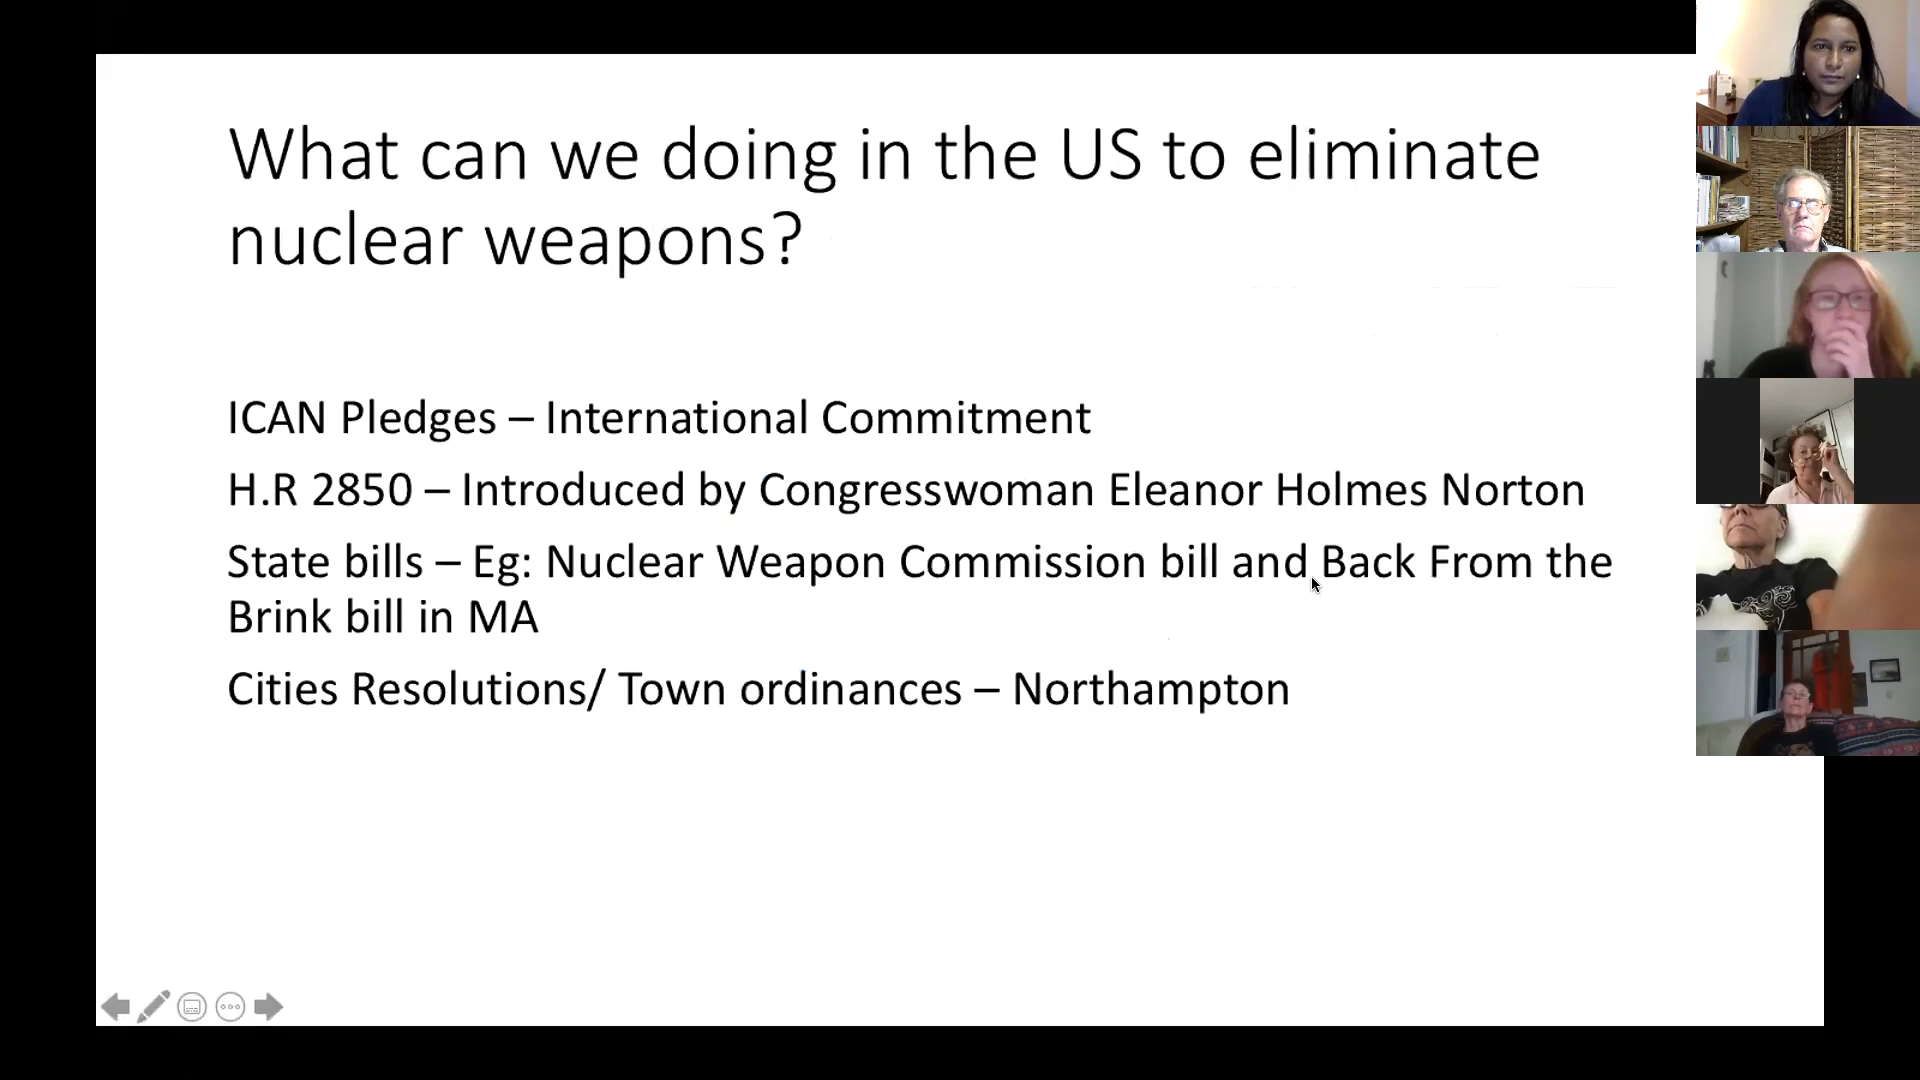 What can we doing in the US to eliminate
nuclear weapons?
ICAN Pledges – International Commitment
H.R 2850 – Introduced by Congresswoman Eleanor Holmes Norton
State bills – Eg: Nuclear Weapon Commission bill and Back From the
Brink bill in MA
Cities Resolutions/ Town ordinances – Northampton